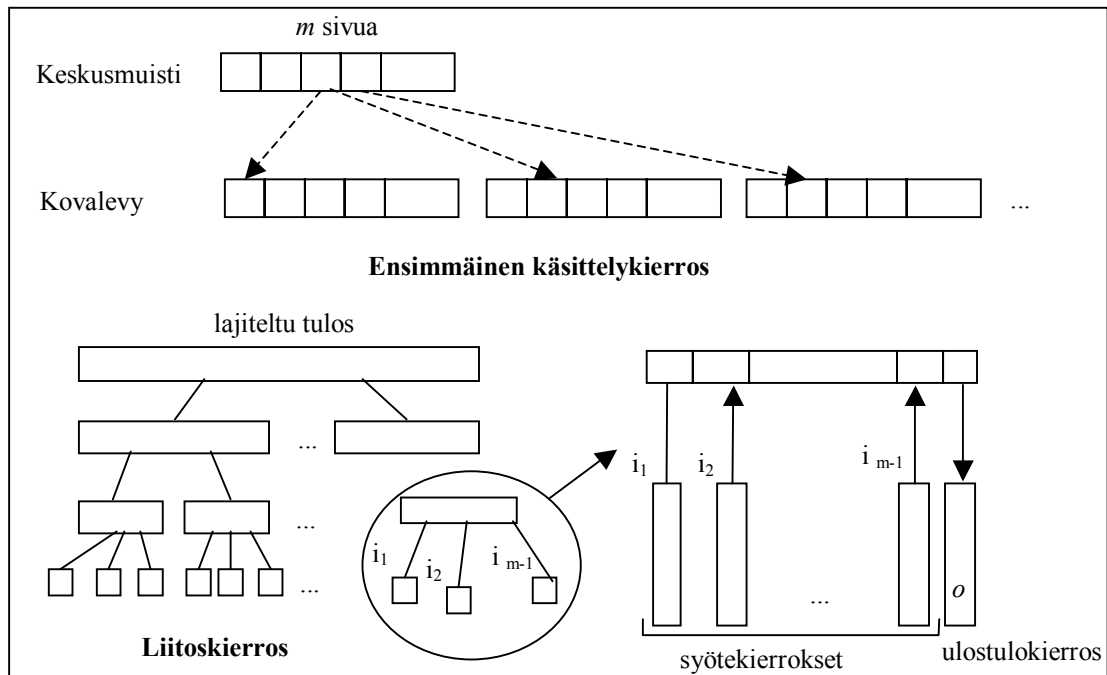 m sivua
Keskusmuisti
Kovalevy
...
Ensimmäinen käsittelykierros
lajiteltu tulos
...
...
...
i1
i2
i m-1
Liitoskierros
i1
i2
i m-1
...
o
syötekierrokset
ulostulokierros